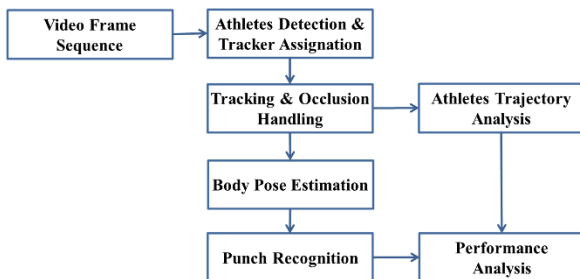 Video Frame
Sequence
Athletes Detection &
Tracker Assignation
Tracking & Occlusion
Handling
Athletes Trajectory
Analysis
Body Pose Estimation
Punch Recognition
Performance
Analysis